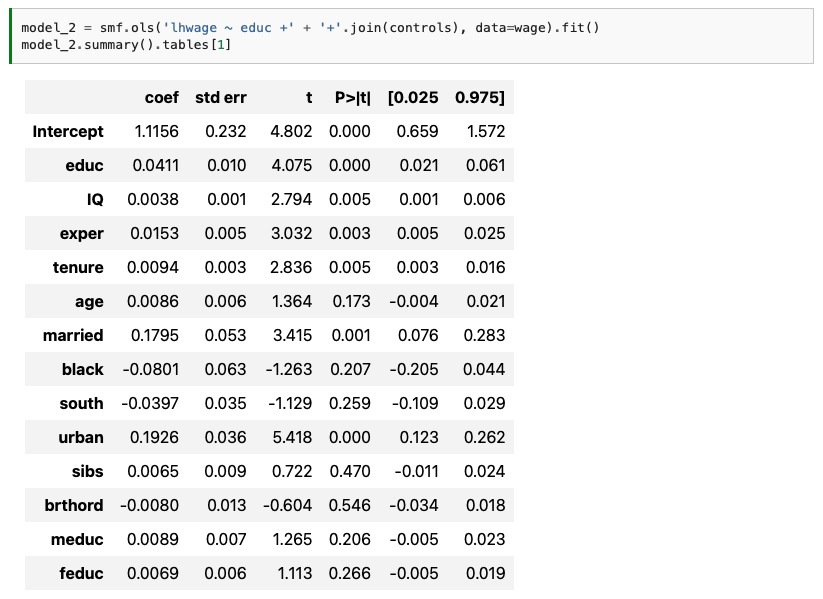 model_2 = smf.ols('lhwage ~ educ +' + '+'.join(controls), data=wage).fit()
model_2.summary().tables[1]
coef std err t P>|t| [0.025 0.975]
Intercept 1.1156 0.232 4.802 0.000 0.659 1.572
educ 0.0411 0.010 4.075 0.000 0.021 0.061
IQ 0.0038 0.001 2.794 0.005 0.001 0.006
exper 0.0153 0.005 3.032 0.003 0.005 0.025
tenure 0.0094 0.003 2.836 0.005 0.003 0.016
age 0.0086 0.006 1.364 0.173 -0.004 0.021
married 0.1795 0.053 3.415 0.001 0.076 0.283
black -0.0801 0.063 -1.263 0.207 -0.205 0.044
south -0.0397 0.035 -1.129 0.259 -0.109 0.029
urban 0.1926 0.036 5.418 0.000 0.123 0.262
sibs 0.0065 0.009 0.722 0.470 -0.011 0.024
brthord -0.0080 0.013 -0.604 0.546 -0.034 0.018
meduc 0.0089 0.007 1.265 0.206 -0.005 0.023
feduc 0.0069 0.006 1.113 0.266 -0.005 0.019